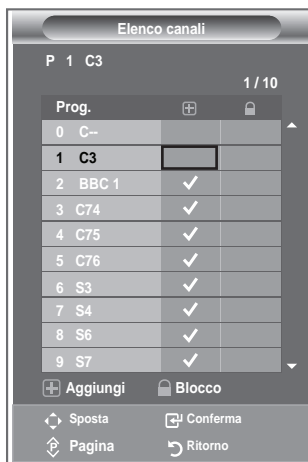 Elenco canali
P 1 C3
1 / 10
Prog.
0 C--
1 C3
2 BBC 1
3 C74
4 C75
5 C76
6 S3
7 S4
8 S6
9 S7
Aggiungi Blocco
Sposta Conferma
Pagina Ritorno